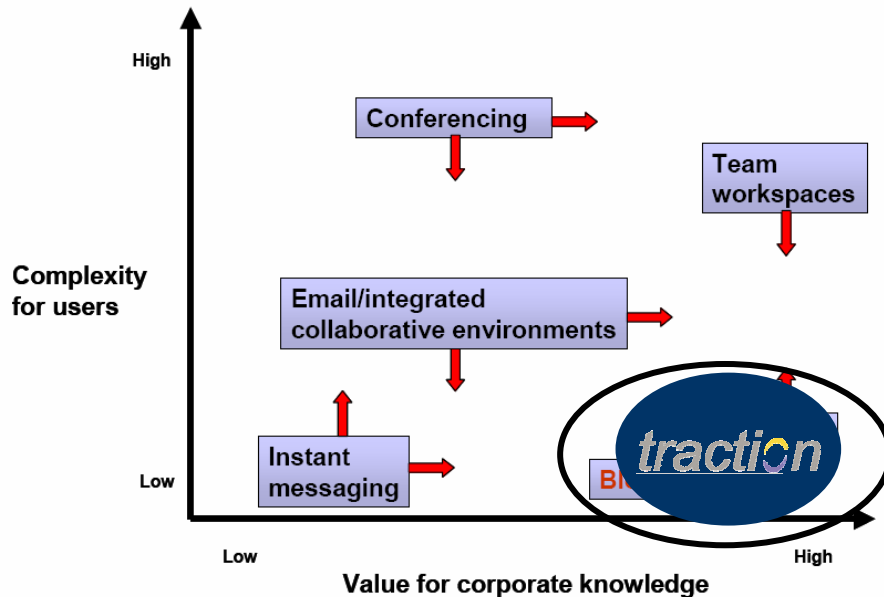 High
Conferencing
Team
workspaces
Complexity
for users
Email/integrated
collaborative environments
traction
Instant
messaging
Low
Low
High
Value for corporate knowledge